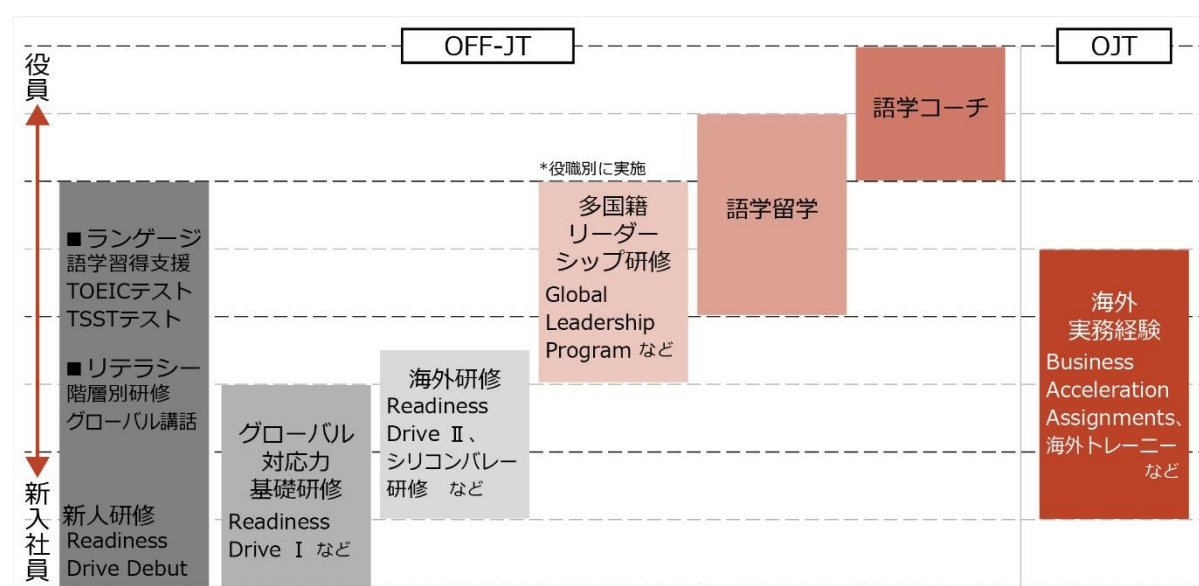 OFF-JT
OJT
役員
新入社員
■ランゲージ
語学習得支援
TOEICテスト
TSSTテスト
■リテラシー
階層別研修
グローバル講話
新人研修
Readiness
Drive Debut
グローバル
対応力
基礎研修
Readiness
Drive Ⅰ など
海外研修
Readiness
Drive Ⅱ、
シリコンバレー
研修 など
*役職別に実施
多国籍
リーダー
シップ研修
Global
Leadership
Program など
語学留学
語学コーチ
海外
実務経験
Business
Acceleration
Assignments、
海外トレーニー
など